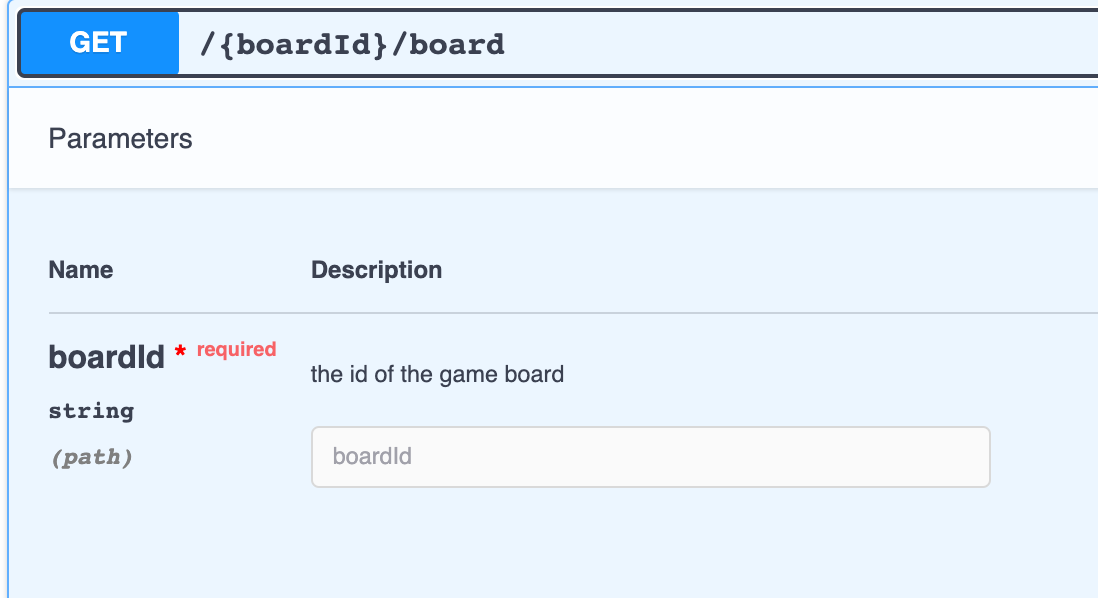 GET /{boardId}/board
Parameters
Name Description
boardId * required
the id of the game board
string
(path)
boardId